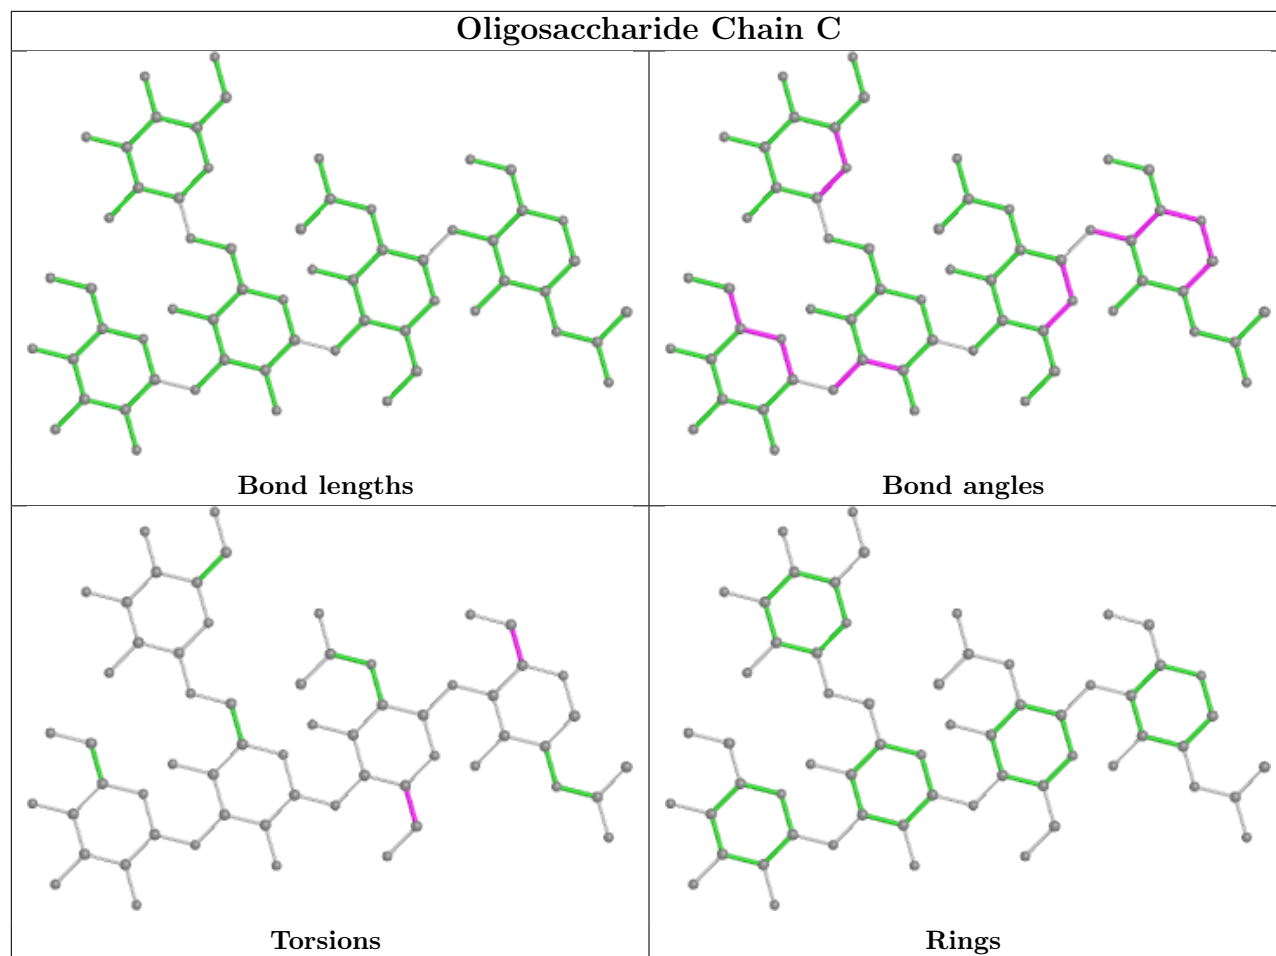 Oligosaccharide Chain C
Bond lengths
Bond angles
Torsions
Rings